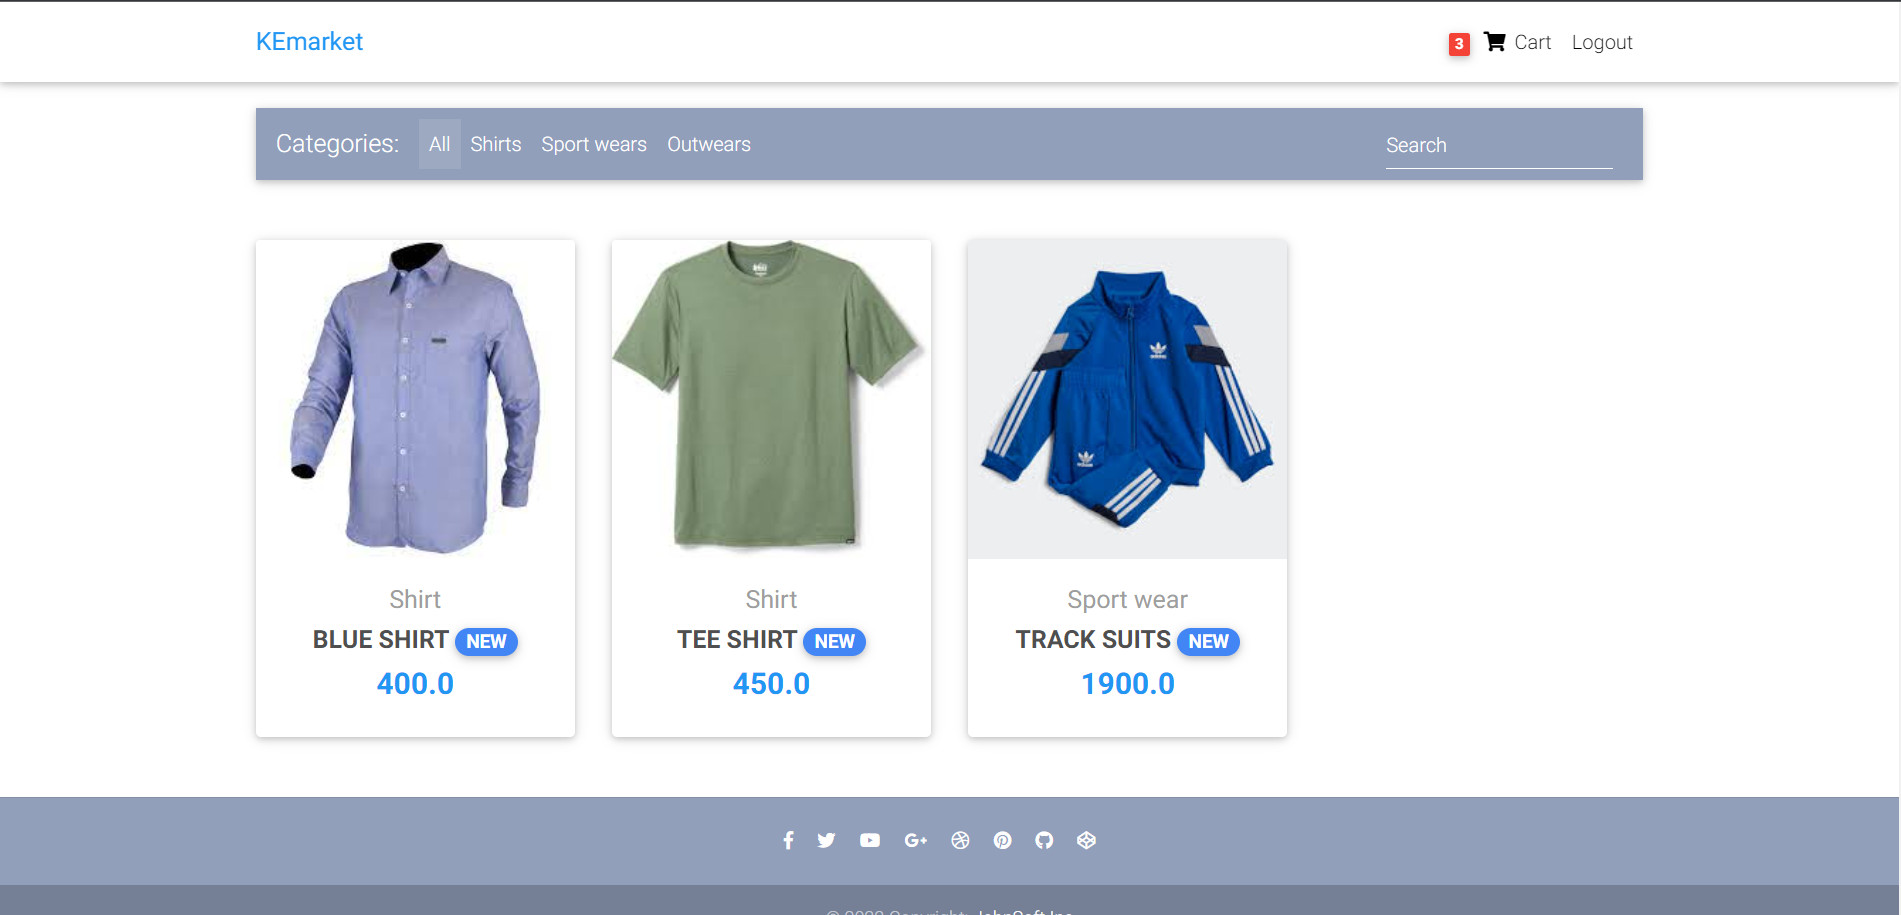 KEmarket
3 Cart Logout
Categories: All Shirts Sport wears Outwears
Search
Shirt
BLUE SHIRT NEW
400.0
Shirt
TEE SHIRT NEW
450.0
Sport wear
TRACK SUITS NEW
1900.0